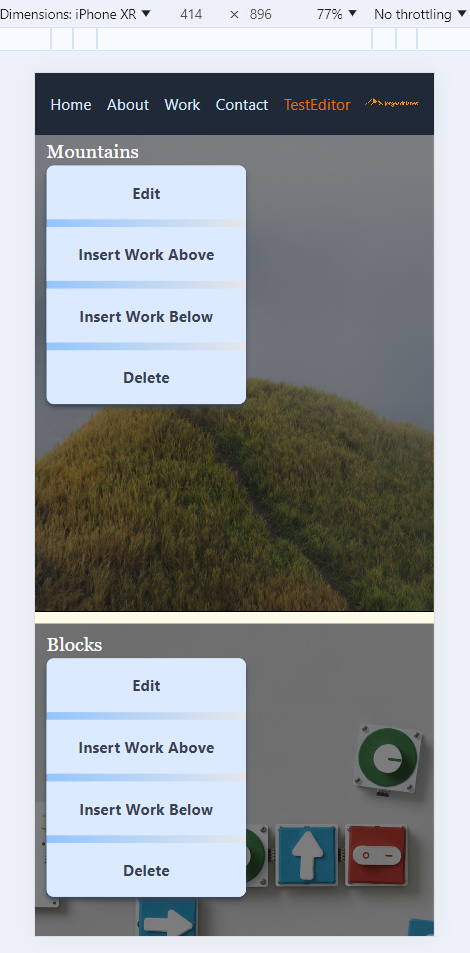 Dimensions: iPhone XR ▼ 414 × 896 77% ▼ No throttling ▼
Home About Work Contact TestEditor
Mountains
Edit
Insert Work Above
Insert Work Below
Delete
Blocks
Edit
Insert Work Above
Insert Work Below
Delete